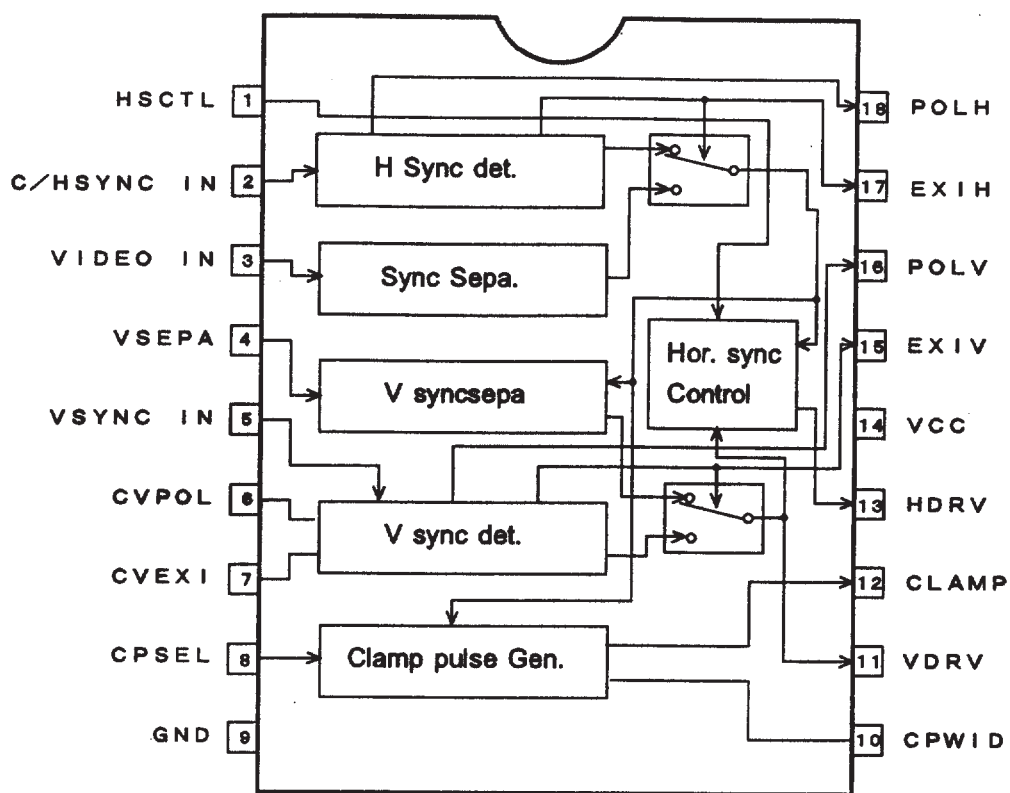 HSCTL 1
C/HSYNC IN 2
VIDEO IN 3
VSEPA 4
VSYNC IN 5
CVPOL 6
CVEXI 7
CPSEL 8
GND 9
H Sync det.
Sync Sepa.
V syncsepa
V sync det.
Clamp pulse Gen.
Hor. sync
Control
18 POLH
17 EXIH
16 POLV
15 EXIV
14 VCC
13 HDRV
12 CLAMP
11 VDRV
10 CPWID